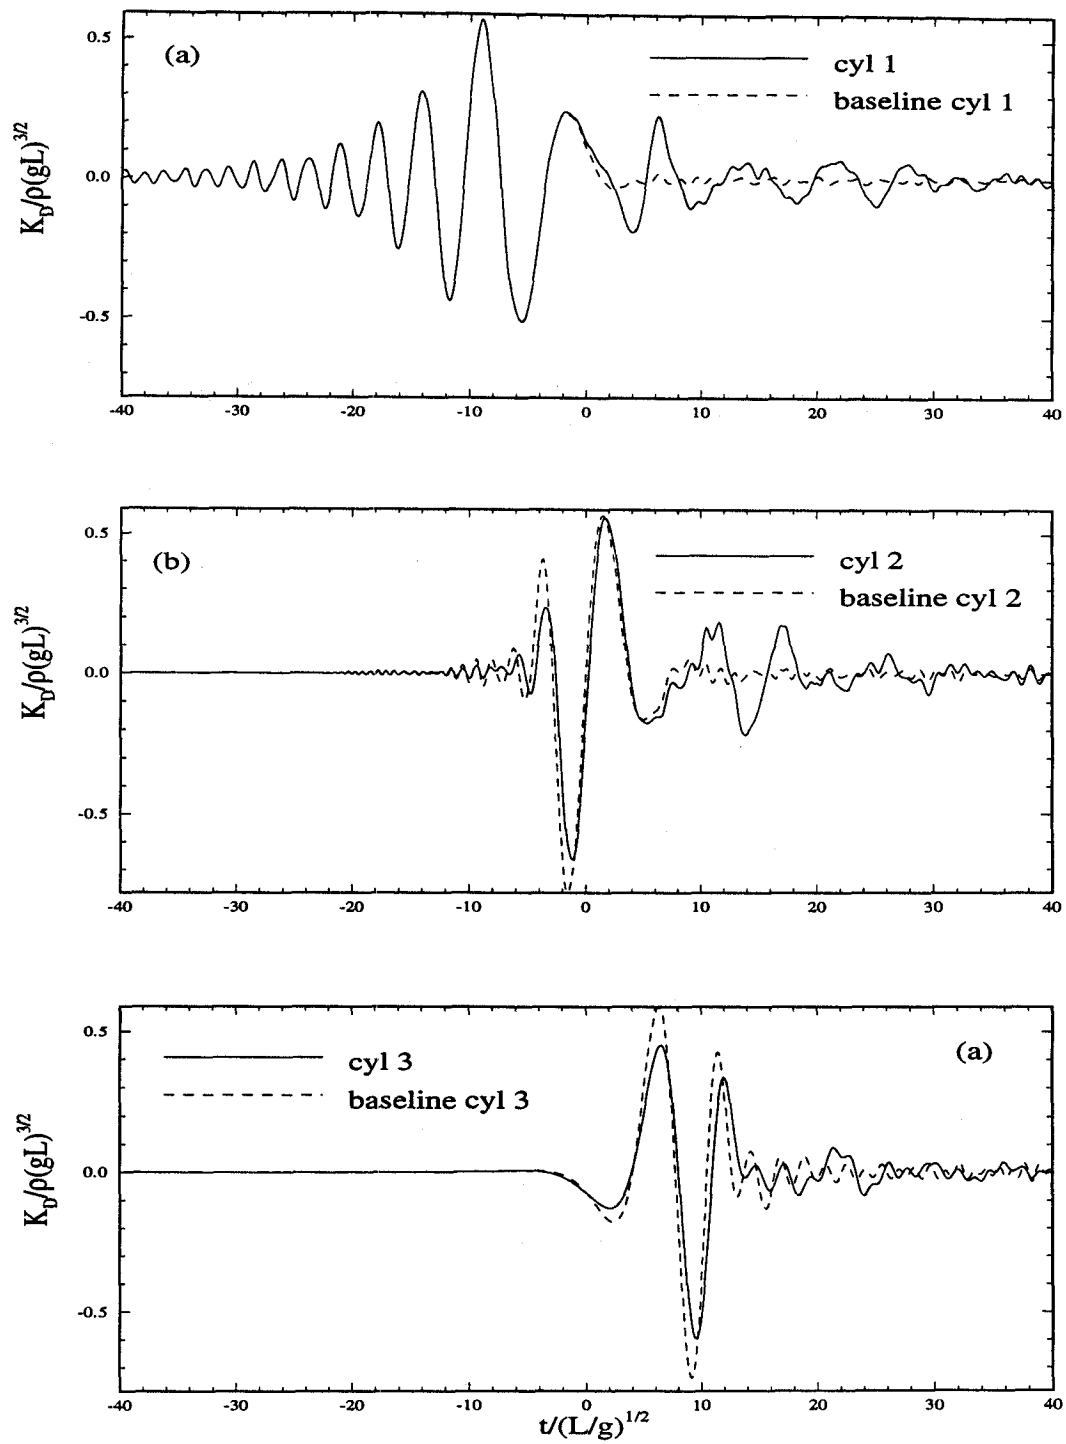 (a)
cyl 1
baseline cyl 1
K_D/ρ(gL)^{3/2}
0.5
0.0
-0.5
-40 -30 -20 -10 0 10 20 30 40
(b)
cyl 2
baseline cyl 2
K_D/ρ(gL)^{3/2}
0.5
0.0
-0.5
-40 -30 -20 -10 0 10 20 30 40
cyl 3
baseline cyl 3
(a)
K_D/ρ(gL)^{3/2}
0.5
0.0
-0.5
-40 -30 -20 -10 0 10 20 30 40
t/(L/g)^{1/2}